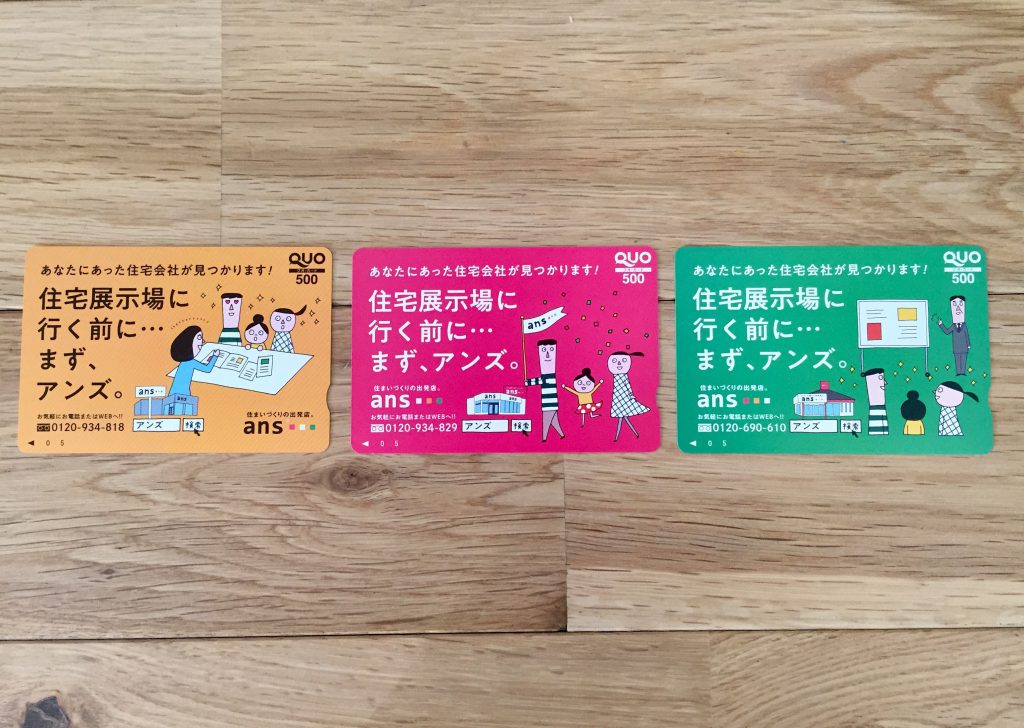 あなたにあった住宅会社が見つかります!
QUO
500
住宅展示場に
行く前に…
まず、
アンズ。
ans
ans
お気軽にお電話またはWEBへ!!
0120-934-818
アンズ 検索
住まいづくりの出発店。
ans
05
あなたにあった住宅会社が見つかります!
QUO
500
住宅展示場に
行く前に…
まず、アンズ。
ans
住まいづくりの出発店。
ans
ans
お気軽にお電話またはWEBへ!!
0120-934-829
アンズ 検索
05
あなたにあった住宅会社が見つかります!
QUO
500
住宅展示場に
行く前に…
まず、アンズ。
住まいづくりの出発店。
ans
ans
お気軽にお電話またはWEBへ!!
0120-690-610
アンズ 検索
05